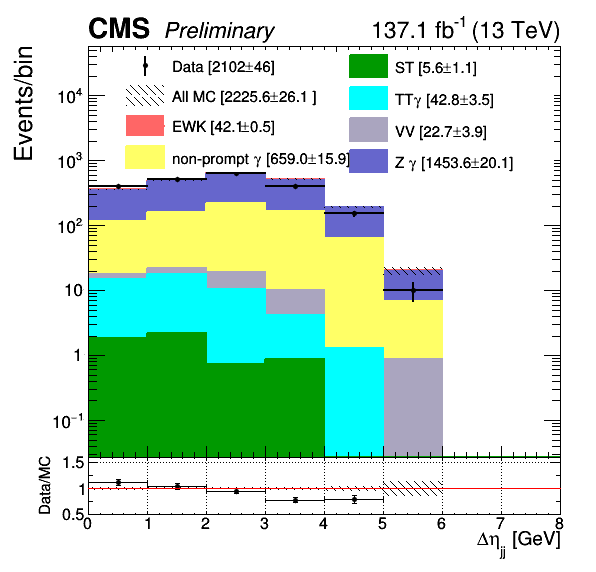 CMS Preliminary 137.1 fb⁻¹ (13 TeV)
Events/bin
Data [2102±46]
All MC [2225.6±26.1 ]
EWK [42.1±0.5]
non-prompt γ [659.0±15.9]
ST [5.6±1.1]
TTγ [42.8±3.5]
VV [22.7±3.9]
Z γ [1453.6±20.1]
10⁴
10³
10²
10
1
10⁻¹
Data/MC
1.5
1
0.5
0 1 2 3 4 5 6 7 8
Δηjj [GeV]